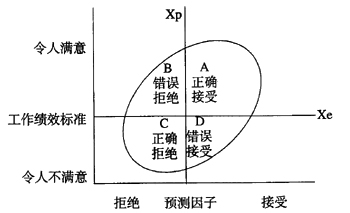 Xp
令人满意
B A
错误 正确
拒绝 接受
工作绩效标准 Xe
C D
正确 错误
拒绝 接受
令人不满意
拒绝 预测因子 接受